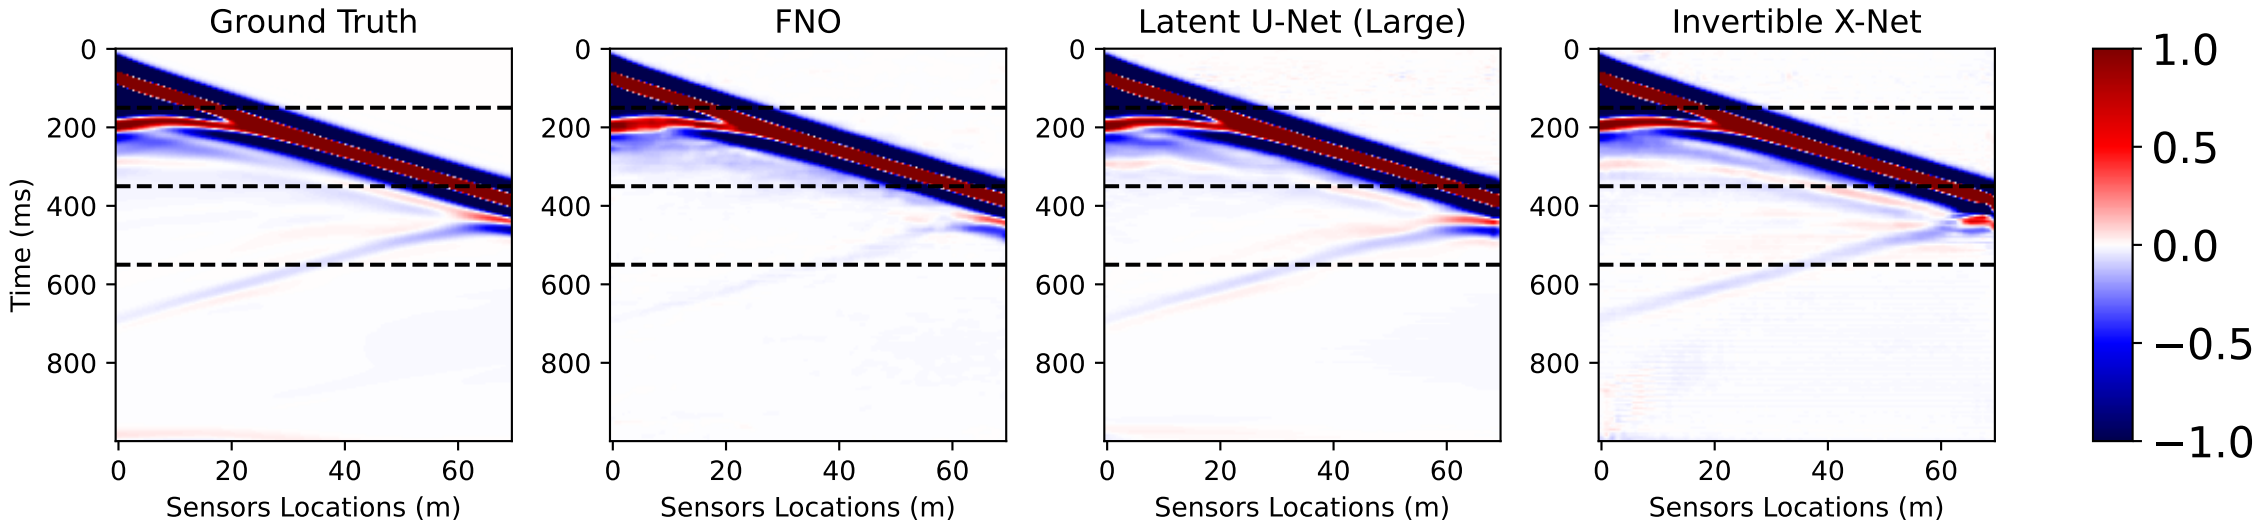 Ground Truth
FNO
Latent U-Net (Large)
Invertible X-Net
Time (ms)
0
200
400
600
800
0 20 40 60
Sensors Locations (m)
0
200
400
600
800
0 20 40 60
Sensors Locations (m)
0
200
400
600
800
0 20 40 60
Sensors Locations (m)
0
200
400
600
800
0 20 40 60
Sensors Locations (m)
1.0
0.5
0.0
−0.5
−1.0